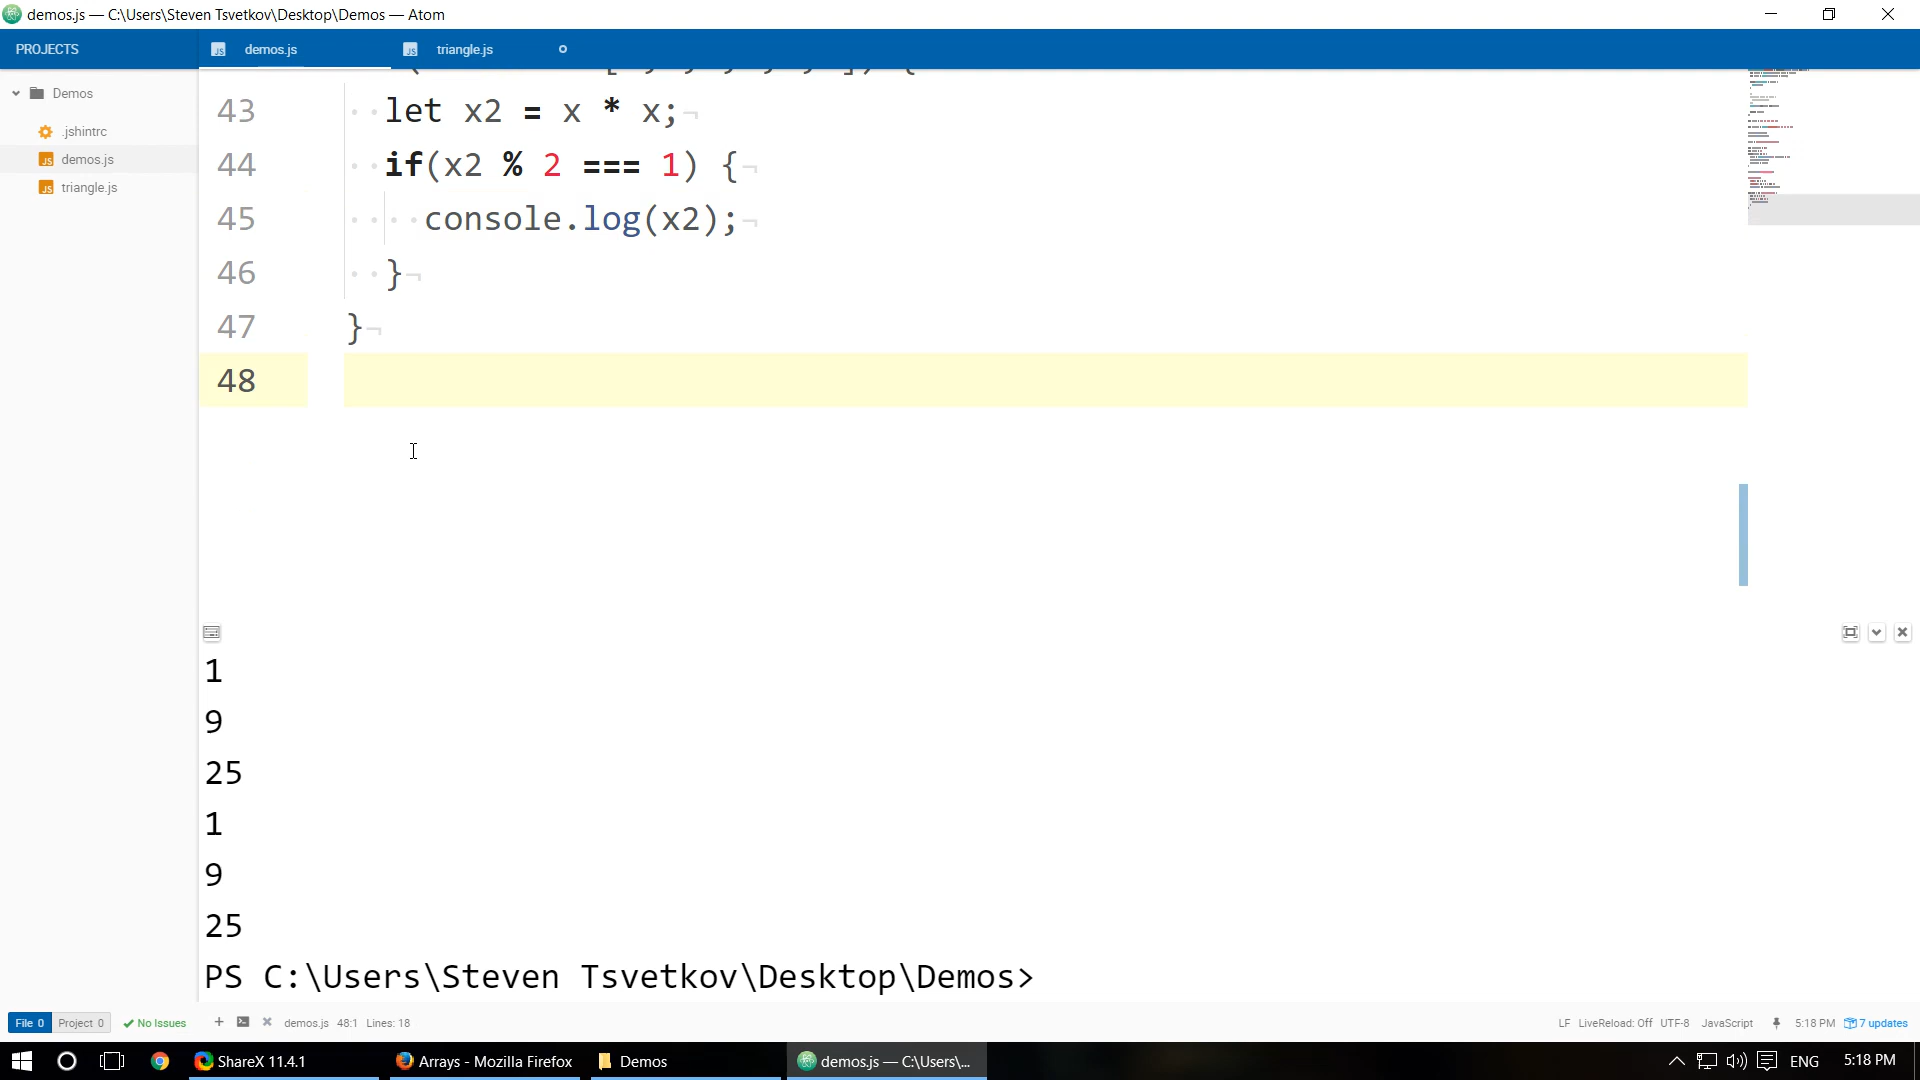 demos.js — C:\Users\Steven Tsvetkov\Desktop\Demos — Atom
PROJECTS
demos.js
triangle.js
Demos
.jshintrc
demos.js
triangle.js
43 let x2 = x * x;
44 if(x2 % 2 === 1) {
45 console.log(x2);
46 }
47 }
48
1
9
25
1
9
25
PS C:\Users\Steven Tsvetkov\Desktop\Demos>
File 0 Project 0 No Issues demos.js 48:1 Lines: 18 LF LiveReload: Off UTF-8 JavaScript 5:18 PM 7 updates
ShareX 11.4.1 Arrays - Mozilla Firefox Demos demos.js — C:\Users\... ENG 5:18 PM